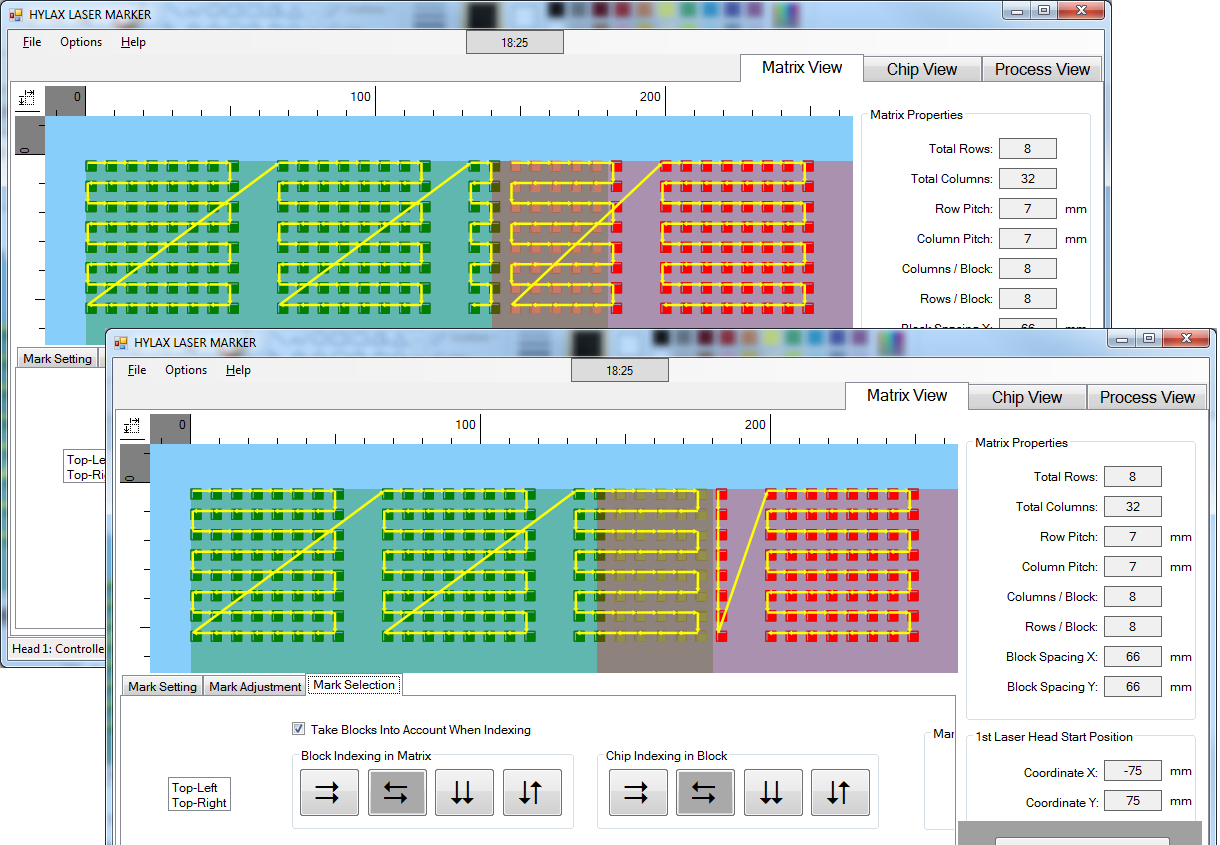 HYLAX LASER MARKER
File Options Help
18:25
Matrix View Chip View Process View
0 100 200
0
Matrix Properties
Total Rows: 8
Total Columns: 32
Row Pitch: 7 mm
Column Pitch: 7 mm
Columns / Block: 8
Rows / Block: 8
Block Spacing X: 66 mm
Mark Setting
Top-Le
Top-Ri
Head 1: Controlle
HYLAX LASER MARKER
File Options Help
18:25
Matrix View Chip View Process View
0 100 200
0
Matrix Properties
Total Rows: 8
Total Columns: 32
Row Pitch: 7 mm
Column Pitch: 7 mm
Columns / Block: 8
Rows / Block: 8
Block Spacing X: 66 mm
Block Spacing Y: 66 mm
Mark Setting Mark Adjustment Mark Selection
Take Blocks Into Account When Indexing
Block Indexing in Matrix
Chip Indexing in Block
Top-Left
Top-Right
Mar
1st Laser Head Start Position
Coordinate X: -75 mm
Coordinate Y: 75 mm